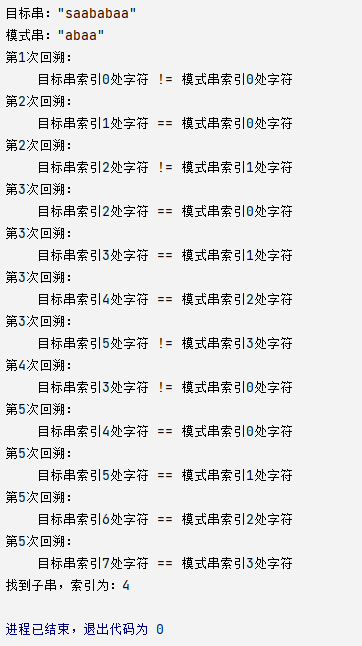 目标串："saababaa"
模式串："abaa"
第1次回溯：
目标串索引0处字符 != 模式串索引0处字符
第2次回溯：
目标串索引1处字符 == 模式串索引0处字符
第2次回溯：
目标串索引2处字符 != 模式串索引1处字符
第3次回溯：
目标串索引2处字符 == 模式串索引0处字符
第3次回溯：
目标串索引3处字符 == 模式串索引1处字符
第3次回溯：
目标串索引4处字符 == 模式串索引2处字符
第3次回溯：
目标串索引5处字符 != 模式串索引3处字符
第4次回溯：
目标串索引3处字符 != 模式串索引0处字符
第5次回溯：
目标串索引4处字符 == 模式串索引0处字符
第5次回溯：
目标串索引5处字符 == 模式串索引1处字符
第5次回溯：
目标串索引6处字符 == 模式串索引2处字符
第5次回溯：
目标串索引7处字符 == 模式串索引3处字符
找到子串，索引为：4
进程已结束，退出代码为 0